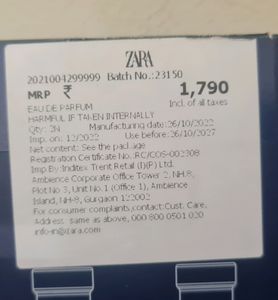 ZARA
2021004299999 Batch No.:23150
MRP ₹ 1,790
Incl. of all taxes
EAU DE PARFUM
HARMFUL IF TAKEN INTERNALLY
Qty: 2N Manufacturing date:26/10/2022
Imp. on: 12/2022 Use before: 26/10/2027
Net content: See the package
Registration Certificate No.:RC/COS-002308
Imp By:Inditex Trent Retail (I)(P) Ltd.
Ambience Corporate Office Tower 2, NH.8,
Plot No 3, Unit No.1 (Office 1), Ambience
Island, NH-8, Gurgaon 122002
For consumer complaints,contact:Cust. Care,
Address same as above, 000 800 0501 020
info-in@zara.com